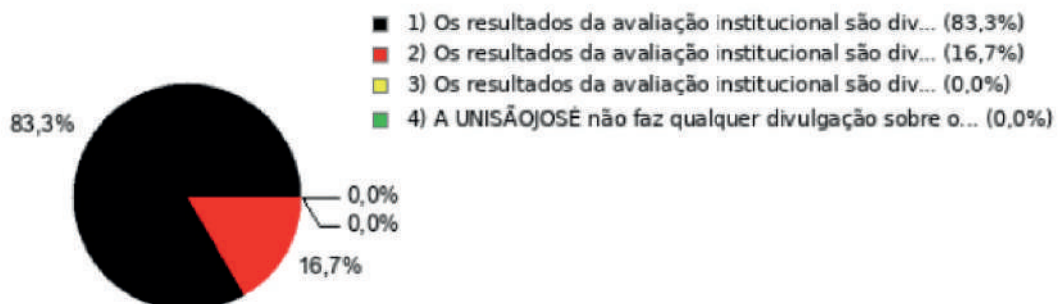 1) Os resultados da avaliação institucional são div... (83,3%)
2) Os resultados da avaliação institucional são div... (16,7%)
3) Os resultados da avaliação institucional são div... (0,0%)
4) A UNISÃOJOSÉ não faz qualquer divulgação sobre o... (0,0%)
83,3%
0,0%
0,0%
16,7%